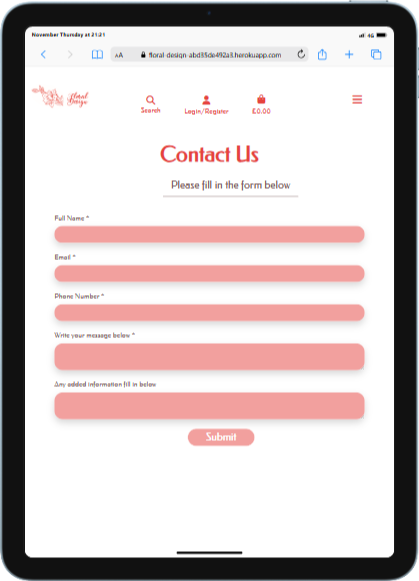 November Thursday at 21:21
4G
AA
floral-design-abd35de492a3.herokuapp.com
Floral
Design
Search
Login/Register
£0.00
Contact Us
Please fill in the form below
Full Name *
Email *
Phone Number *
Write your message below *
Any added information fill in below
Submit